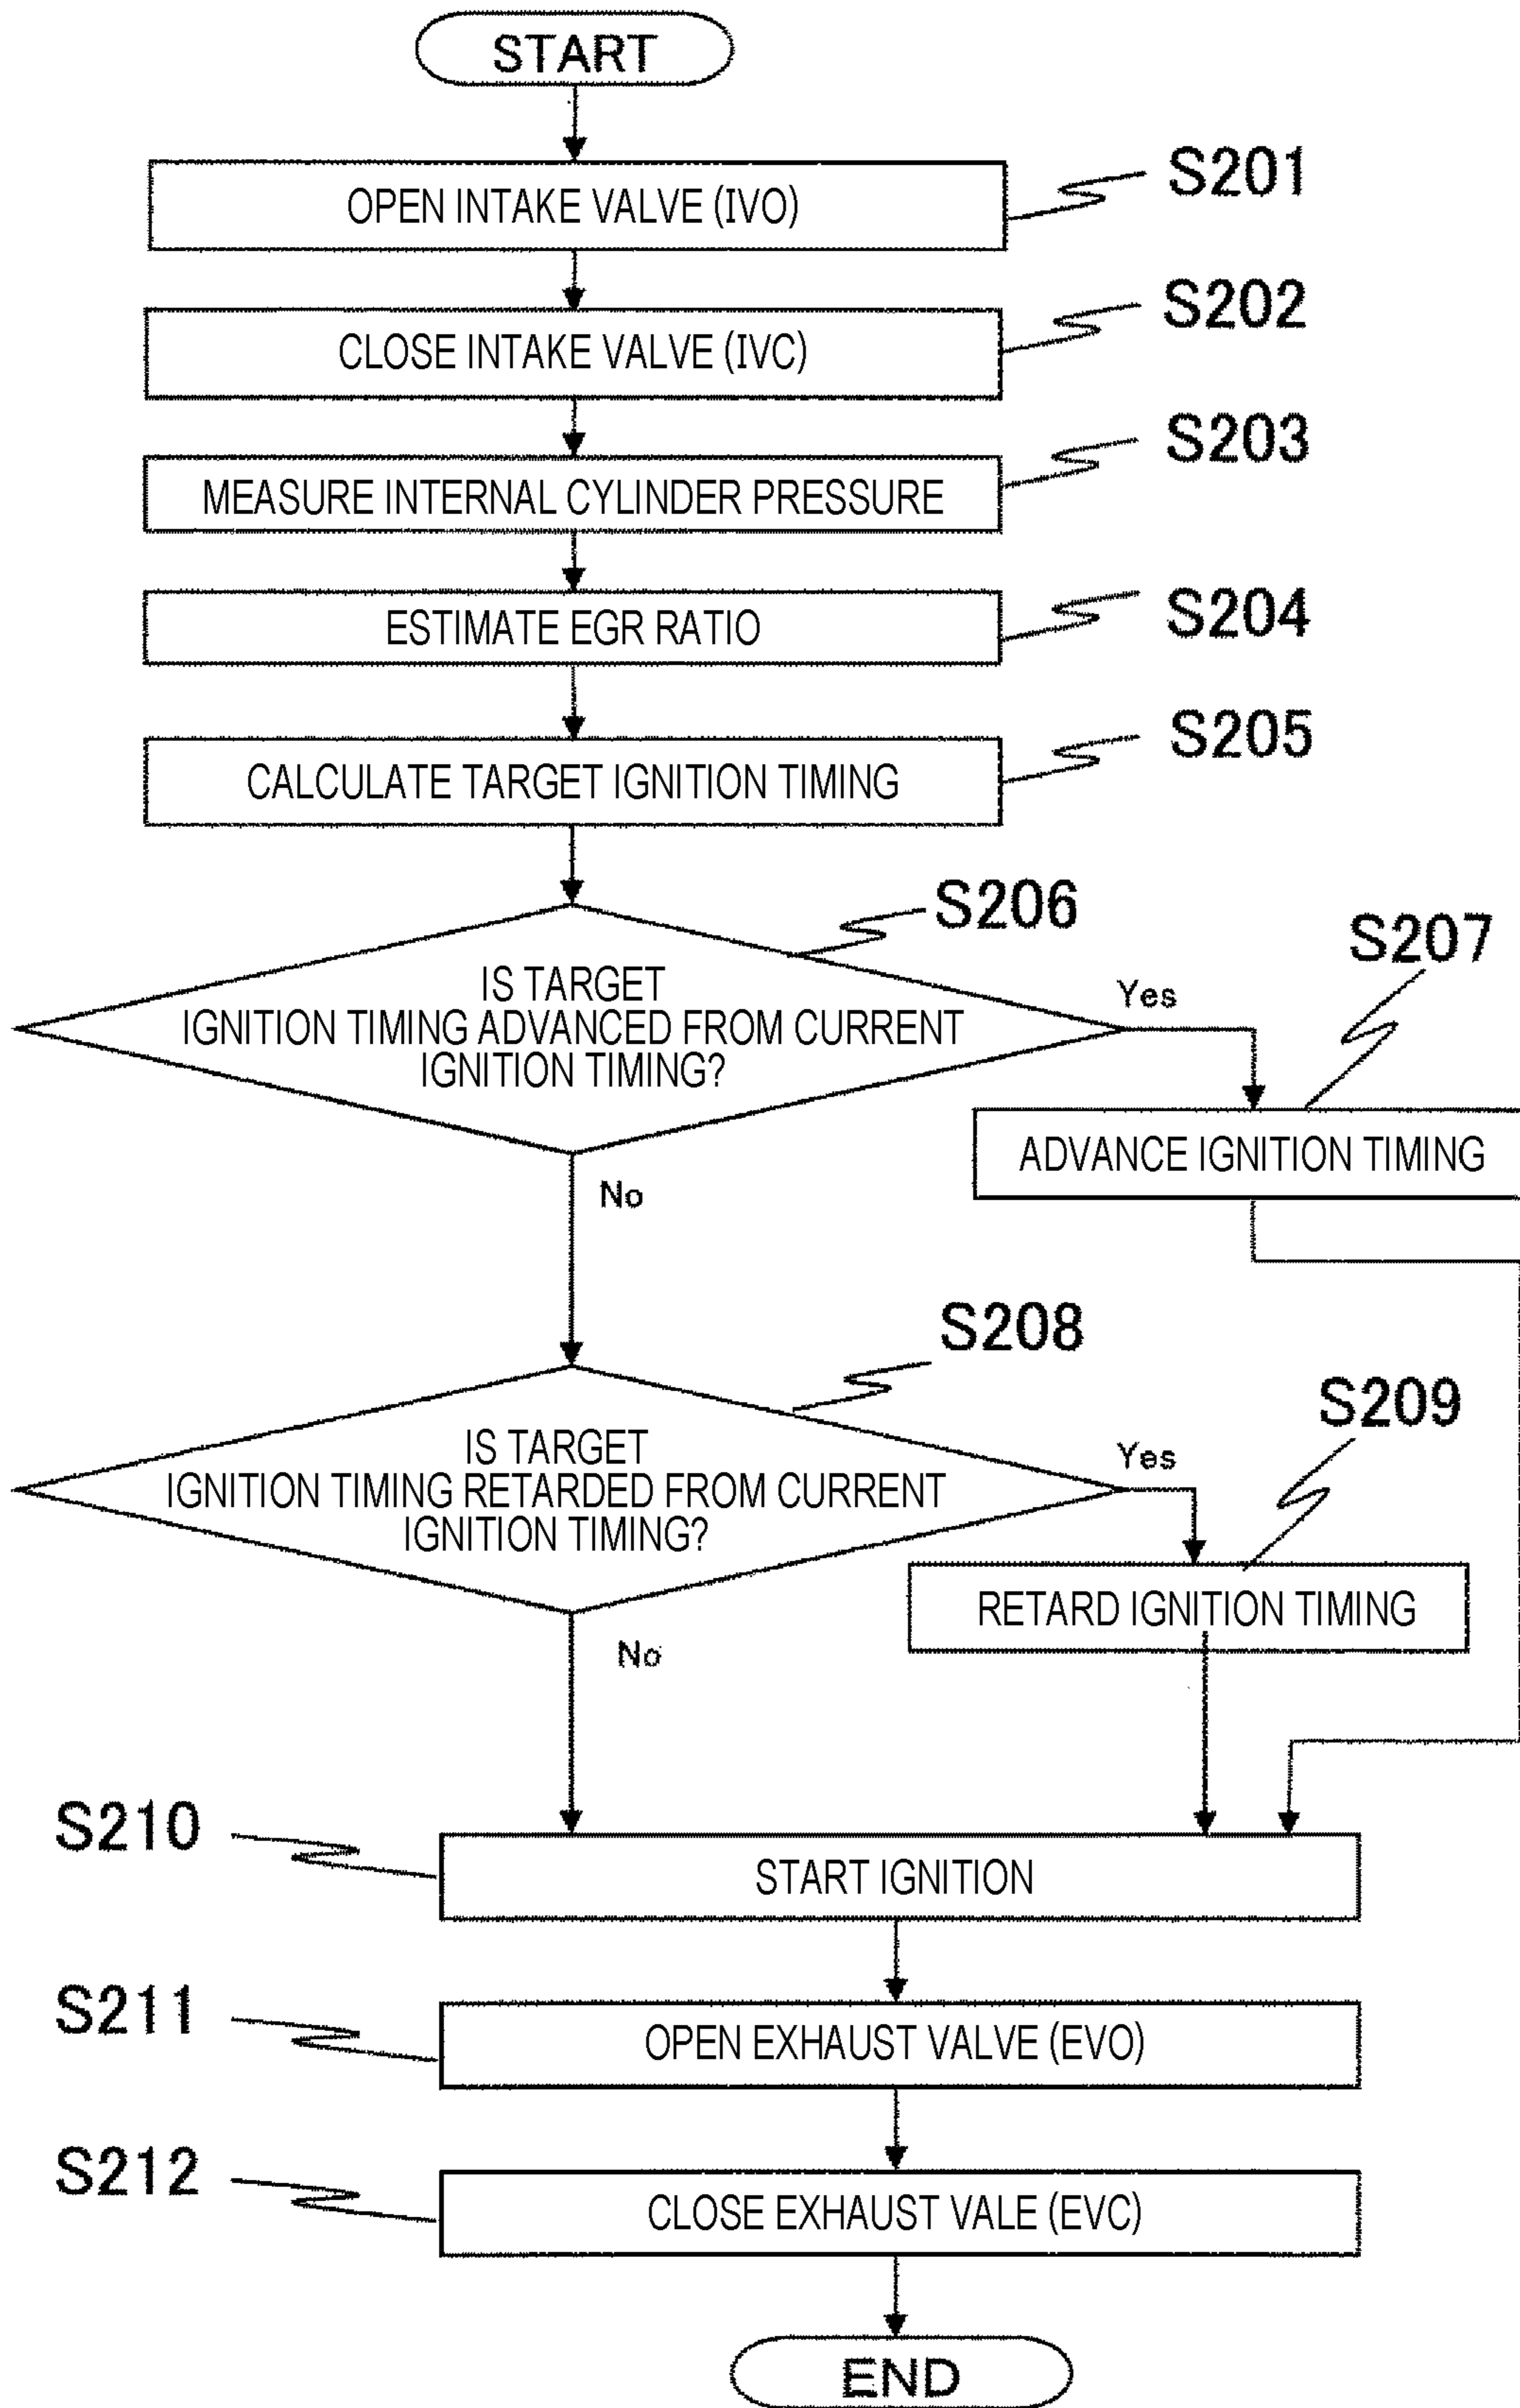 START
S201
OPEN INTAKE VALVE (IVO)
S202
CLOSE INTAKE VALVE (IVC)
S203
MEASURE INTERNAL CYLINDER PRESSURE
S204
ESTIMATE EGR RATIO
S205
CALCULATE TARGET IGNITION TIMING
S206
IS TARGET
IGNITION TIMING ADVANCED FROM CURRENT
IGNITION TIMING?
Yes
S207
ADVANCE IGNITION TIMING
No
S208
IS TARGET
IGNITION TIMING RETARDED FROM CURRENT
IGNITION TIMING?
Yes
S209
RETARD IGNITION TIMING
No
S210
START IGNITION
S211
OPEN EXHAUST VALVE (EVO)
S212
CLOSE EXHAUST VALE (EVC)
END